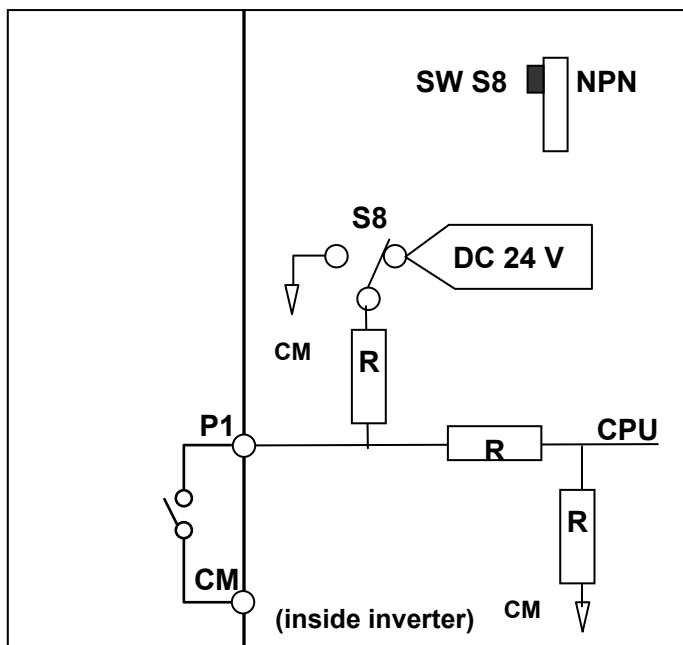 SW S8 NPN
S8
DC 24 V
CM
R
P1
R
CPU
R
CM
(inside inverter)
CM